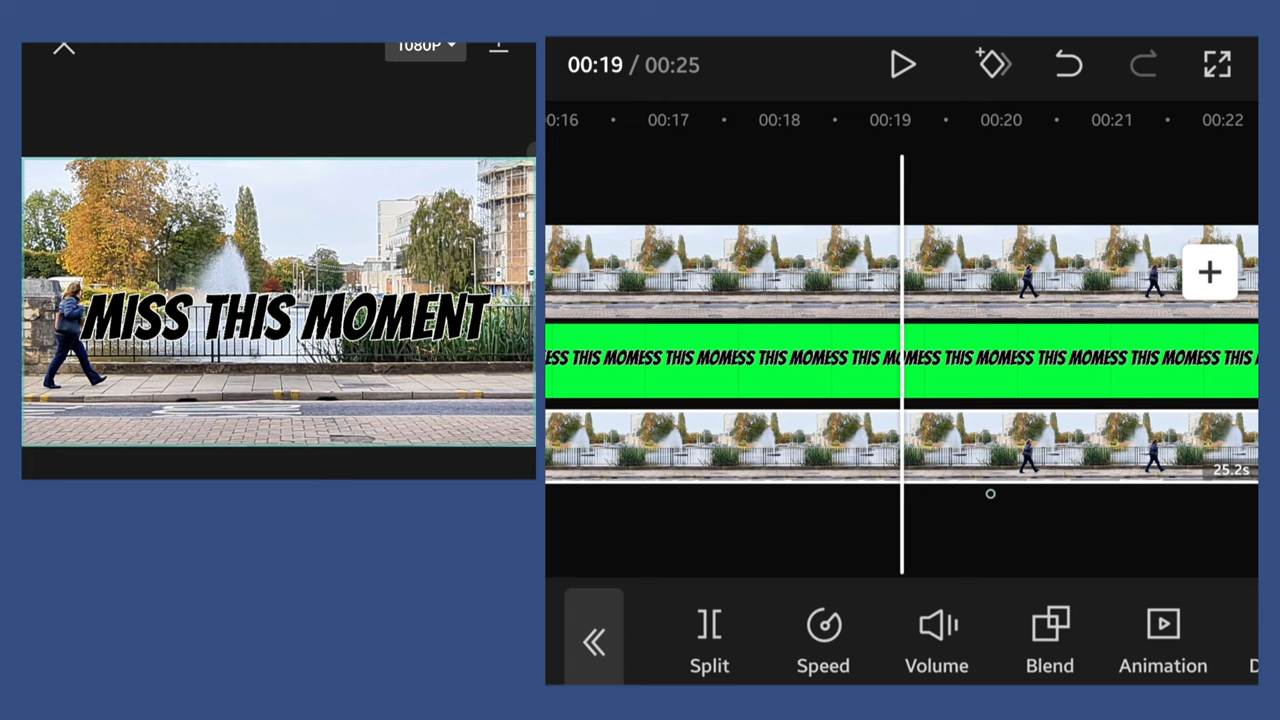 1080P
MISS THIS MOMENT
00:19 / 00:25
0:16 00:17 00:18 00:19 00:20 00:21 00:22
ESS THIS MOMESS THIS MOMESS THIS MOMESS THIS MOMESS THIS MOMESS THIS MOMESS THIS
25.2s
Split Speed Volume Blend Animation D